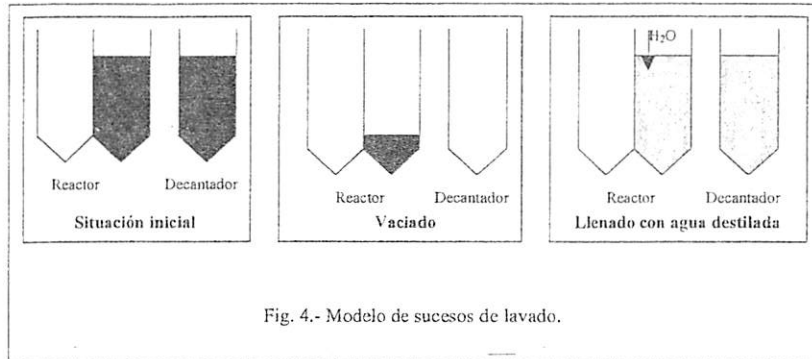 Reactor Decantador
Situación inicial
Reactor Decantador
Vaciado
H₂O
Reactor Decantador
Llenado con agua destilada
Fig. 4.- Modelo de sucesos de lavado.